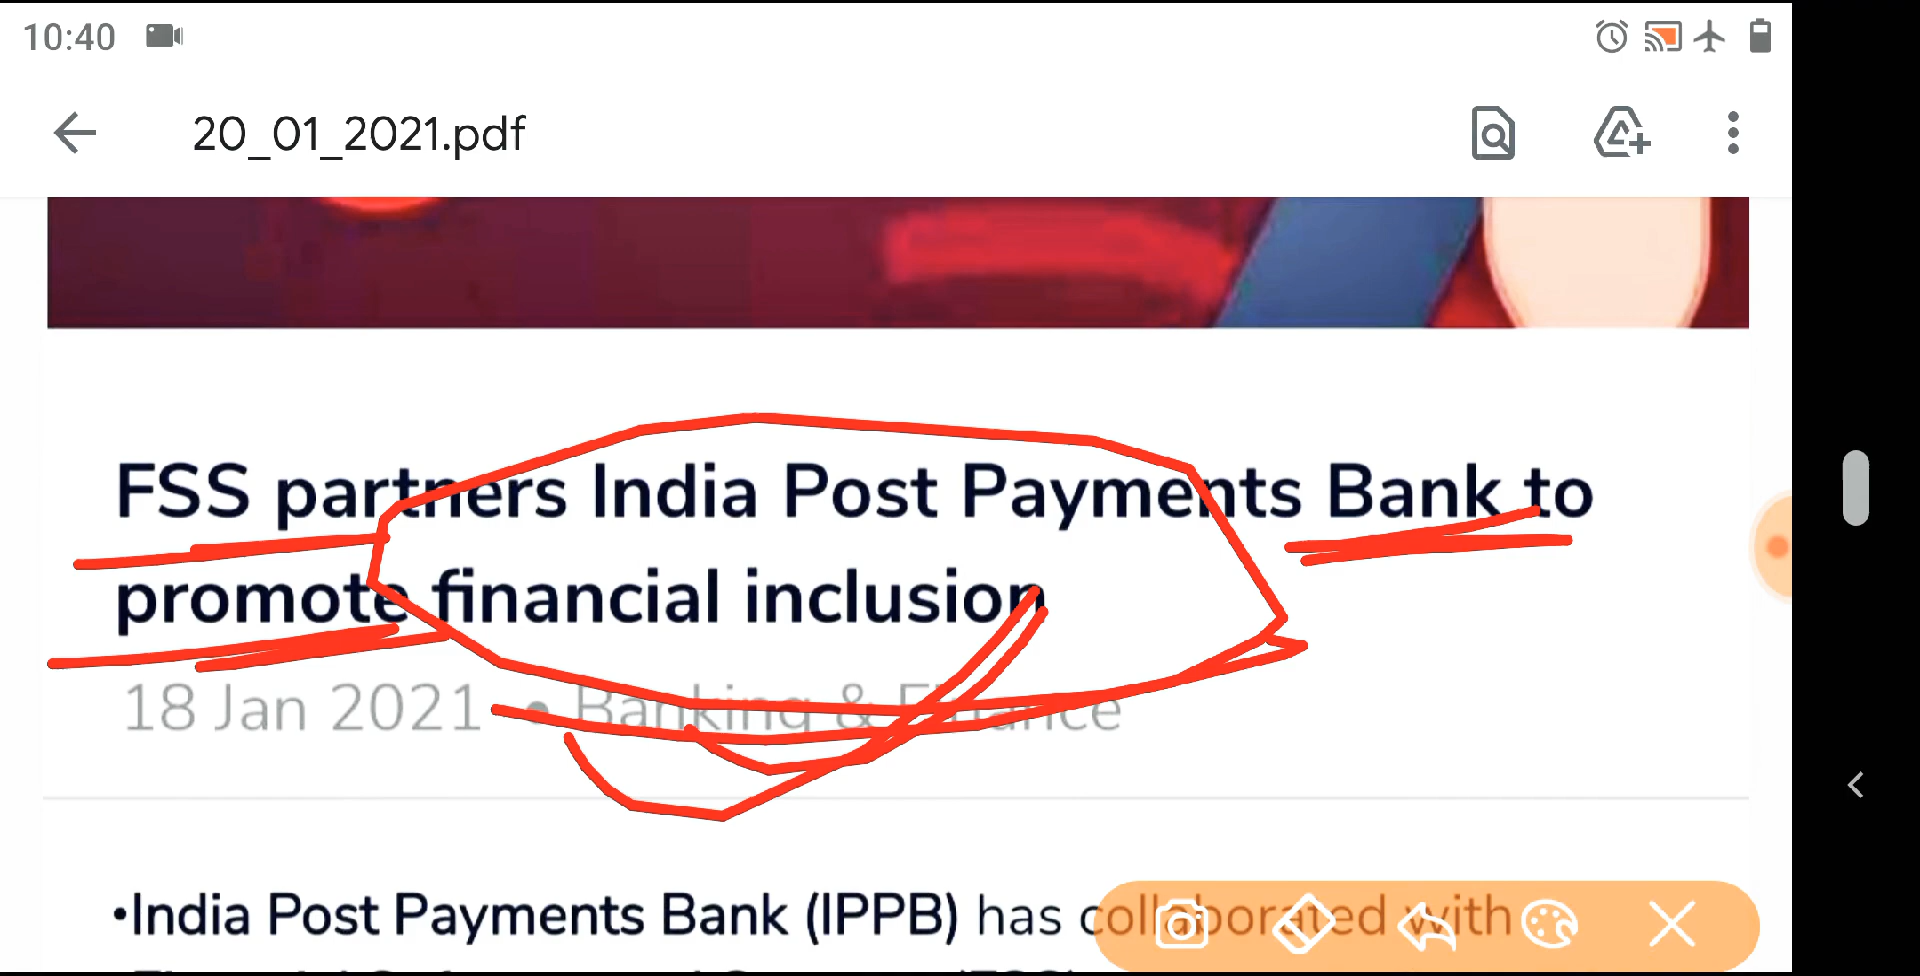 10:40
20_01_2021.pdf
FSS partners India Post Payments Bank to
promote financial inclusion
18 Jan 2021 • Banking & Finance
•India Post Payments Bank (IPPB) has collaborated with